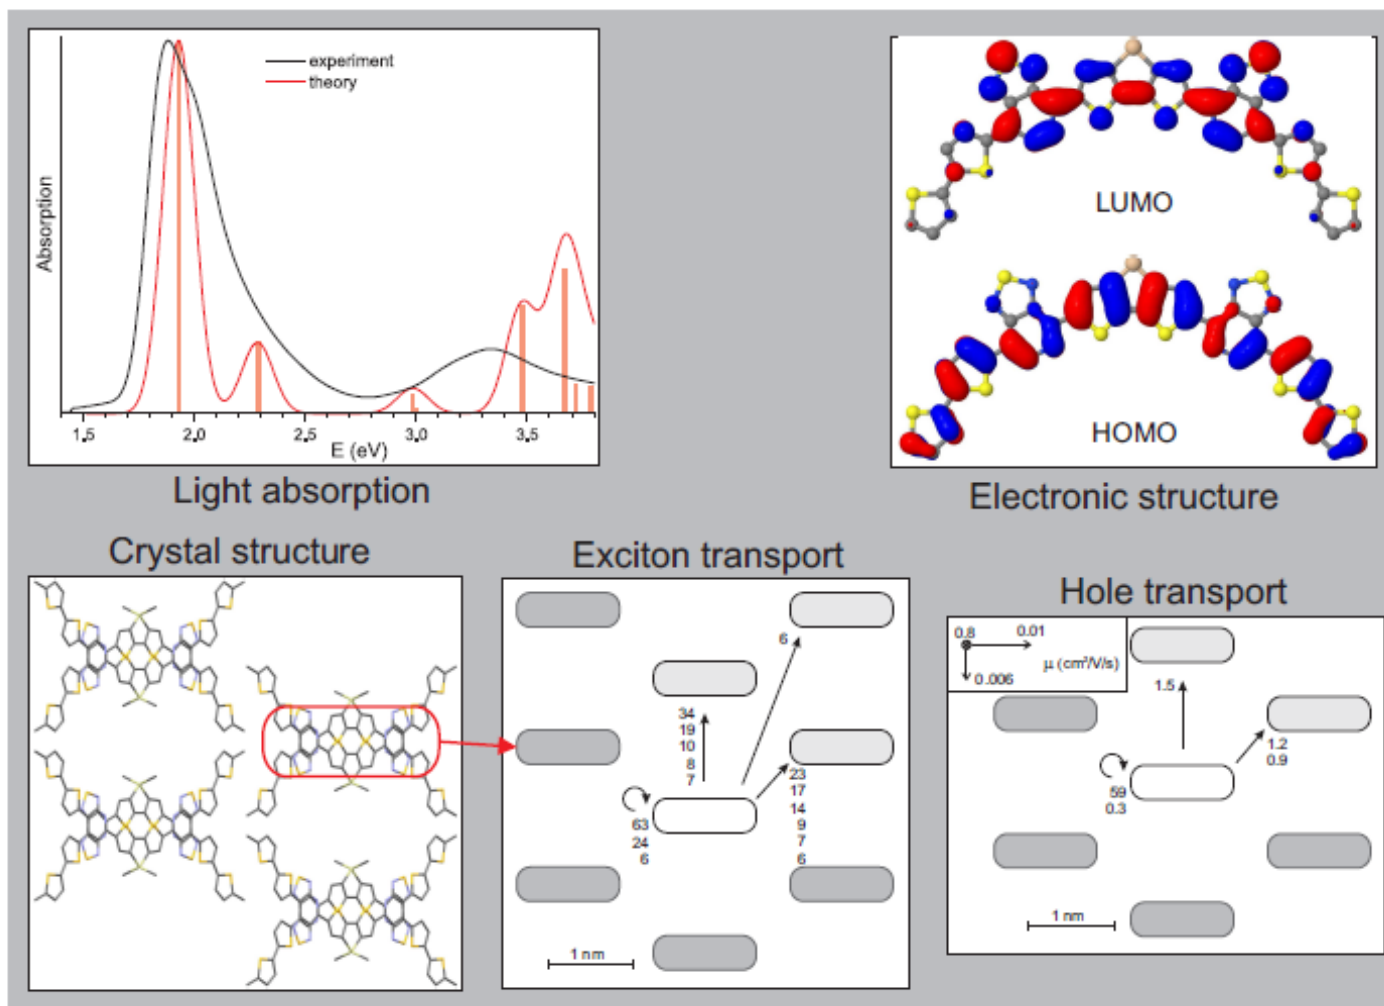 experiment
theory
Absorption
1.5
2.0
2.5
3.0
3.5
E (eV)
Light absorption
LUMO
HOMO
Electronic structure
Crystal structure
Exciton transport
6
34
19
10
8
7
23
17
14
9
7
6
63
24
6
1 nm
Hole transport
0.8
0.01
μ (cm²/V/s)
0.006
1.5
1.2
0.9
59
0.3
1 nm